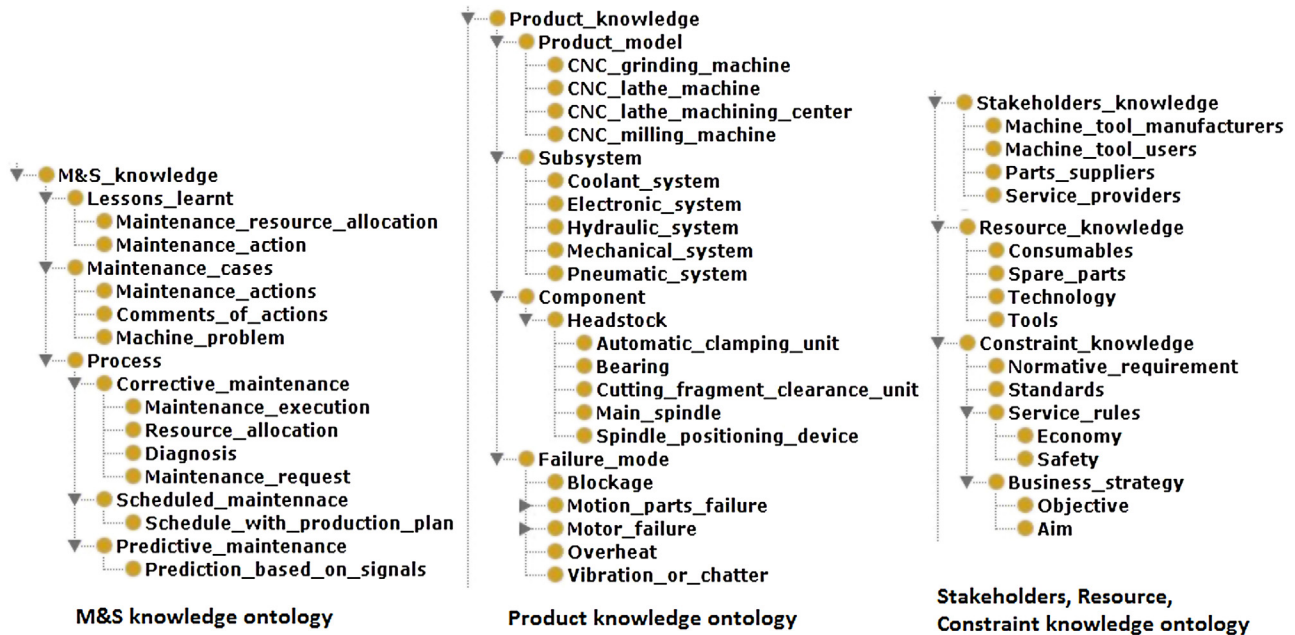 M&S_knowledge
Lessons_learnt
Maintenance_resource_allocation
Maintenance_action
Maintenance_cases
Maintenance_actions
Comments_of_actions
Machine_problem
Process
Corrective_maintenance
Maintenance_execution
Resource_allocation
Diagnosis
Maintenance_request
Scheduled_maintennace
Schedule_with_production_plan
Predictive_maintenance
Prediction_based_on_signals
M&S knowledge ontology
Product_knowledge
Product_model
CNC_grinding_machine
CNC_lathe_machine
CNC_lathe_machining_center
CNC_milling_machine
Subsystem
Coolant_system
Electronic_system
Hydraulic_system
Mechanical_system
Pneumatic_system
Component
Headstock
Automatic_clamping_unit
Bearing
Cutting_fragment_clearance_unit
Main_spindle
Spindle_positioning_device
Failure_mode
Blockage
Motion_parts_failure
Motor_failure
Overheat
Vibration_or_chatter
Product knowledge ontology
Stakeholders_knowledge
Machine_tool_manufacturers
Machine_tool_users
Parts_suppliers
Service_providers
Resource_knowledge
Consumables
Spare_parts
Technology
Tools
Constraint_knowledge
Normative_requirement
Standards
Service_rules
Economy
Safety
Business_strategy
Objective
Aim
Stakeholders, Resource,
Constraint knowledge ontology